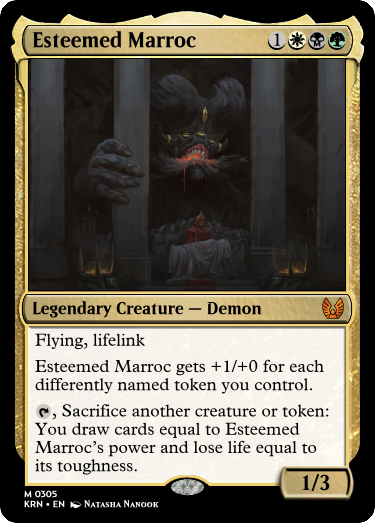 Esteemed Marroc 1
Legendary Creature — Demon
Flying, lifelink
Esteemed Marroc gets +1/+0 for each
differently named token you control.
, Sacrifice another creature or token:
You draw cards equal to Esteemed
Marroc's power and lose life equal to
its toughness.
1/3
M 0305
KRN • EN Natasha Nanook